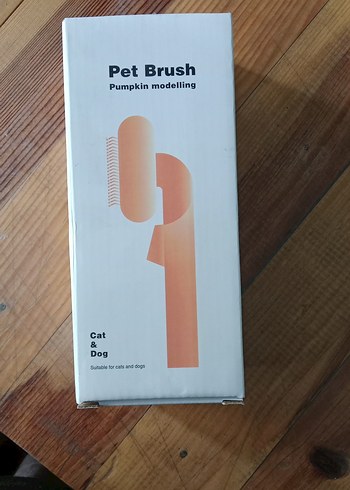 Pet Brush
Pumpkin modelling
Cat
&
Dog
Suitable for cats and dogs